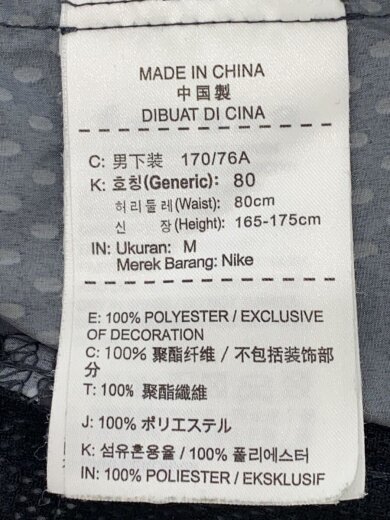 MADE IN CHINA
中国製
DIBUAT DI CINA
C: 男下装 170/76A
K: 호칭(Generic): 80
허리둘레(Waist): 80cm
신 장(Height): 165-175cm
IN: Ukuran: M
Merek Barang: Nike
E: 100% POLYESTER / EXCLUSIVE
OF DECORATION
C: 100% 聚酯纤维 / 不包括装饰部
分
T: 100% 聚酯纖維
J: 100% ポリエステル
K: 섬유혼용율 / 100% 폴리에스터
IN: 100% POLIESTER / EKSKLUSIF